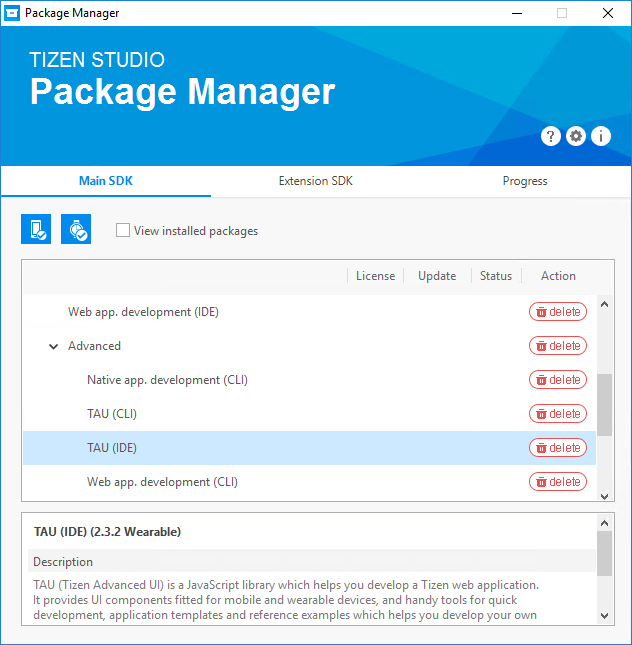 Package Manager
TIZEN STUDIO
Package Manager
? i
Main SDK Extension SDK Progress
View installed packages
License Update Status Action
Web app. development (IDE) delete
Advanced delete
Native app. development (CLI) delete
TAU (CLI) delete
TAU (IDE) delete
Web app. development (CLI) delete
TAU (IDE) (2.3.2 Wearable)
Description
TAU (Tizen Advanced UI) is a JavaScript library which helps you develop a Tizen web application.
It provides UI components fitted for mobile and wearable devices, and handy tools for quick
development, application templates and reference examples which helps you develop your own